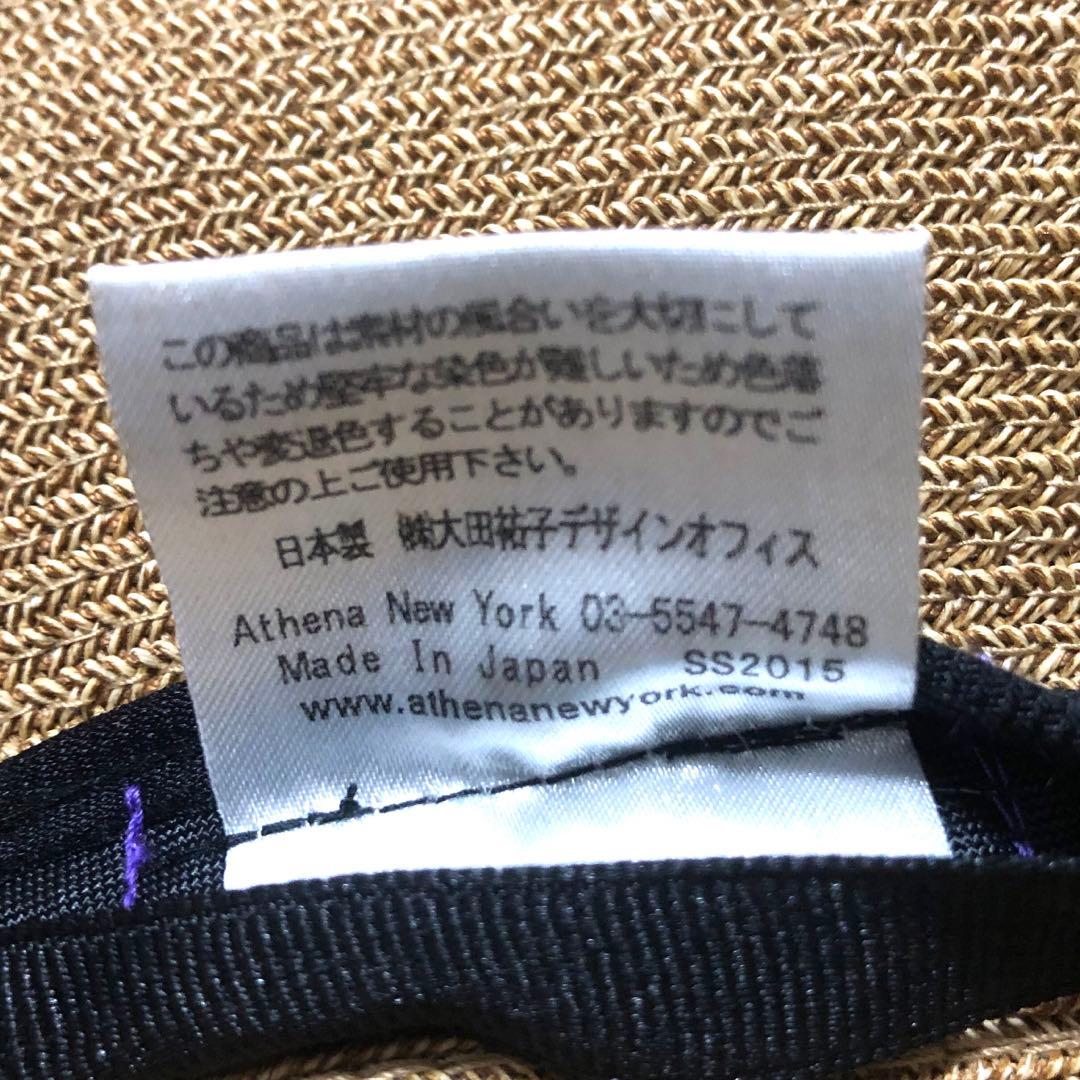 この商品は素材の風合いを大切にして
いるため堅牢な染色が難しいため色落
ちや変退色することがありますのでご
注意の上ご使用下さい。
日本製 ㈱大田祐子デザインオフィス
Athena New York 03-5547-4748
Made In Japan SS2015
www.athenanewyork.com